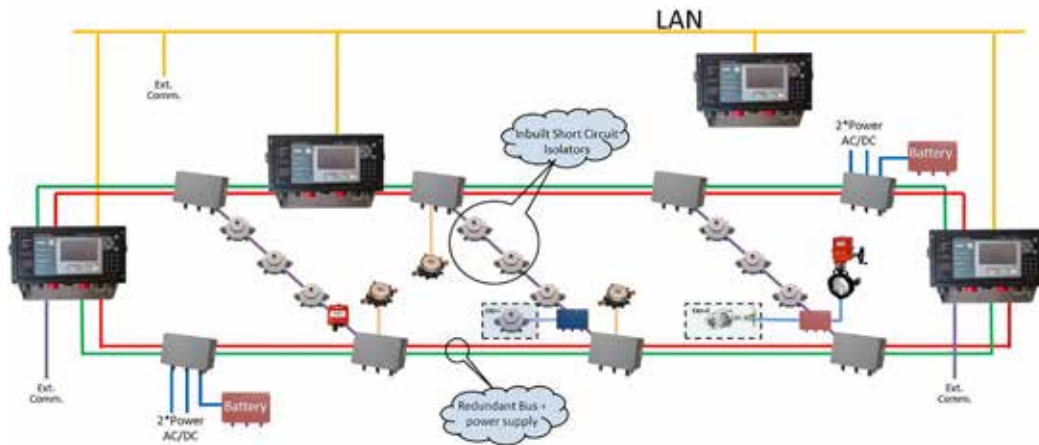 LAN
Ext.
Comm.
Inbuilt Short Circuit
Isolators
2*Power
AC/DC
Battery
Ext.
Comm.
2*Power
AC/DC
Battery
Redundant Bus +
power supply
Ext.
Comm.